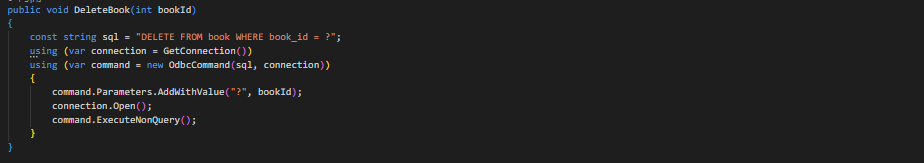 public void DeleteBook(int bookId)
{
    const string sql = "DELETE FROM book WHERE book_id = ?";
    using (var connection = GetConnection())
    using (var command = new OdbcCommand(sql, connection))
    {
        command.Parameters.AddWithValue("?", bookId);
        connection.Open();
        command.ExecuteNonQuery();
    }
}